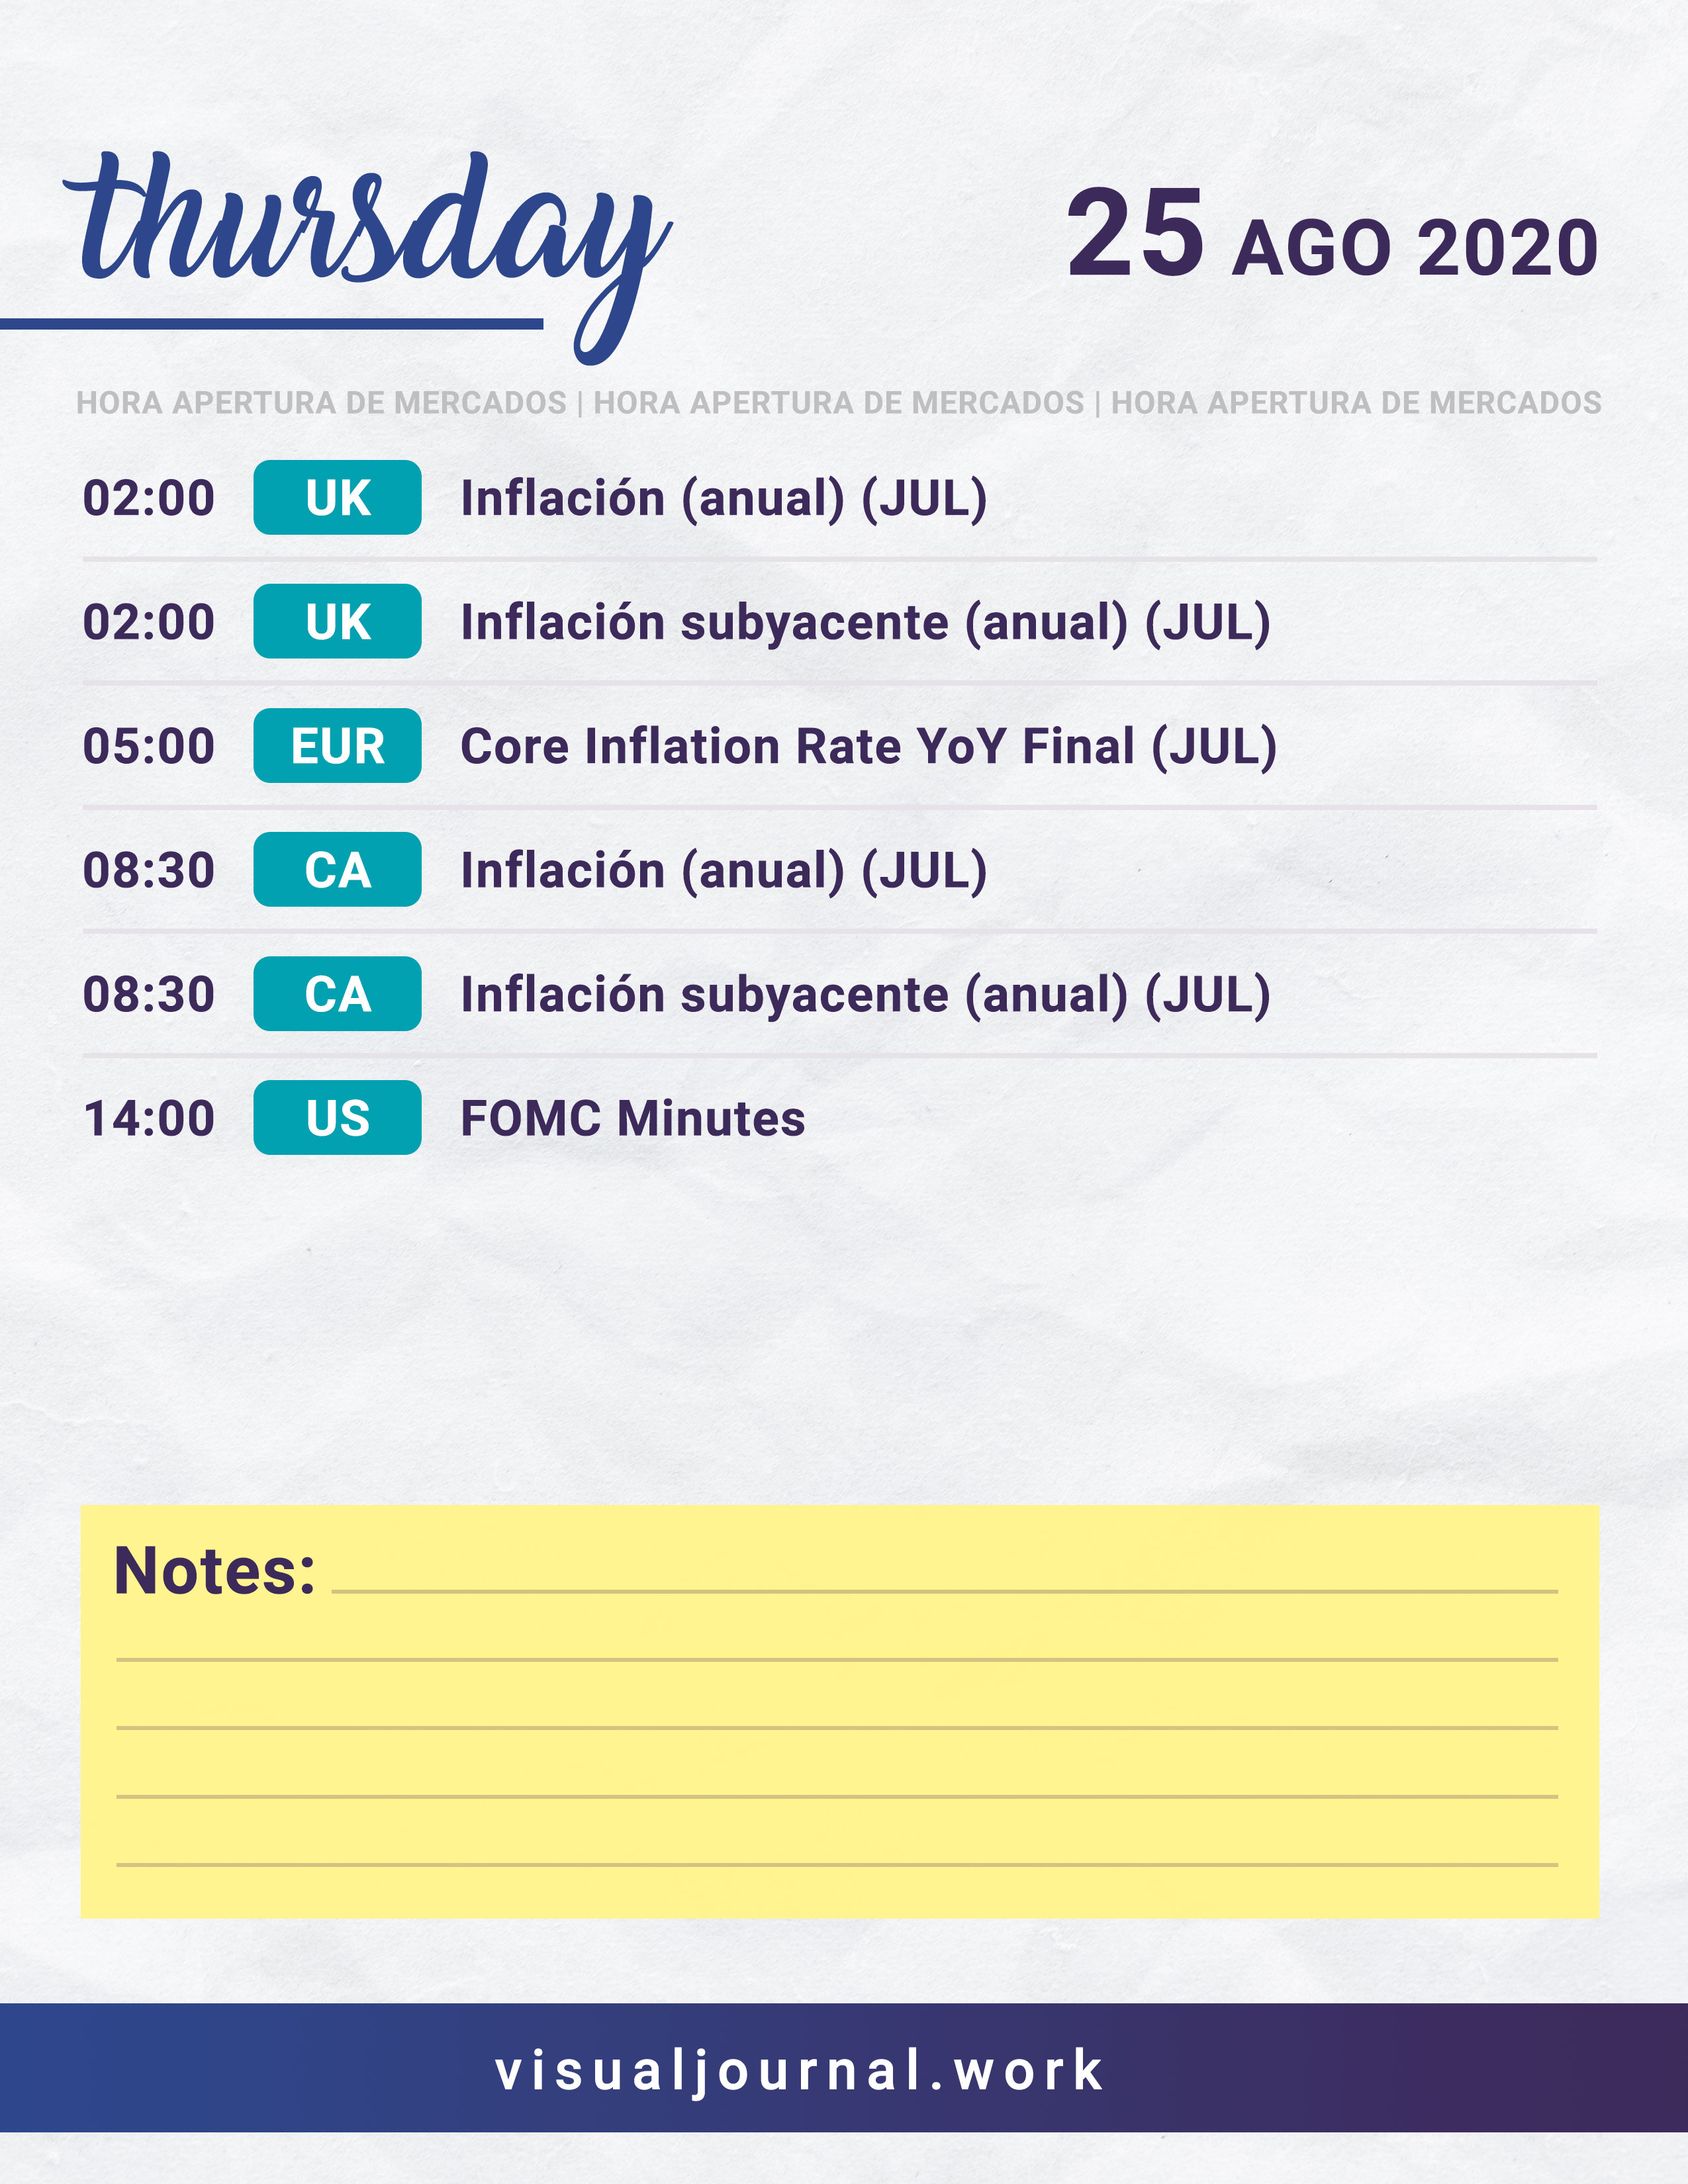 thursday
25 AGO 2020
HORA APERTURA DE MERCADOS | HORA APERTURA DE MERCADOS | HORA APERTURA DE MERCADOS
02:00 UK Inflación (anual) (JUL)
02:00 UK Inflación subyacente (anual) (JUL)
05:00 EUR Core Inflation Rate YoY Final (JUL)
08:30 CA Inflación (anual) (JUL)
08:30 CA Inflación subyacente (anual) (JUL)
14:00 US FOMC Minutes
Notes:
visualjournal.work